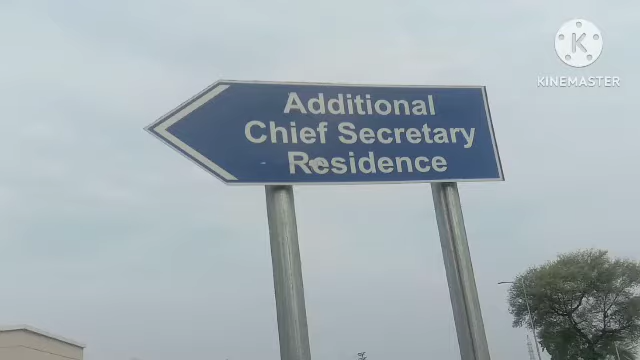 K
KINEMASTER
Additional
Chief Secretary
Residence